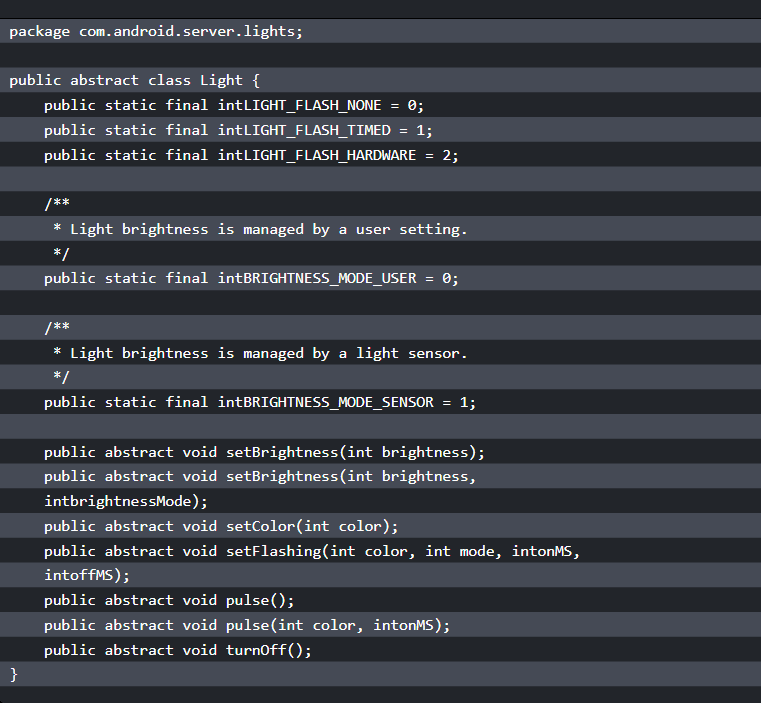 package com.android.server.lights;
public abstract class Light {
public static final intLIGHT_FLASH_NONE = 0;
public static final intLIGHT_FLASH_TIMED = 1;
public static final intLIGHT_FLASH_HARDWARE = 2;
/**
* Light brightness is managed by a user setting.
*/
public static final intBRIGHTNESS_MODE_USER = 0;
/**
* Light brightness is managed by a light sensor.
*/
public static final intBRIGHTNESS_MODE_SENSOR = 1;
public abstract void setBrightness(int brightness);
public abstract void setBrightness(int brightness,
intbrightnessMode);
public abstract void setColor(int color);
public abstract void setFlashing(int color, int mode, intonMS,
intoffMS);
public abstract void pulse();
public abstract void pulse(int color, intonMS);
public abstract void turnOff();
}